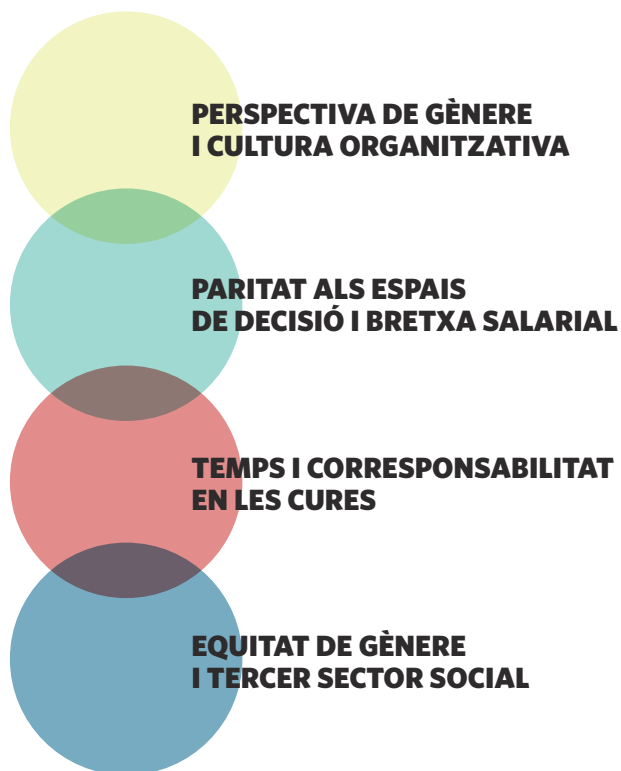 PERSPECTIVA DE GÈNERE
I CULTURA ORGANITZATIVA
PARITAT ALS ESPAIS
DE DECISIÓ I BRETXA SALARIAL
TEMPS I CORRESPONSABILITAT
EN LES CURES
EQUITAT DE GÈNERE
I TERCER SECTOR SOCIAL